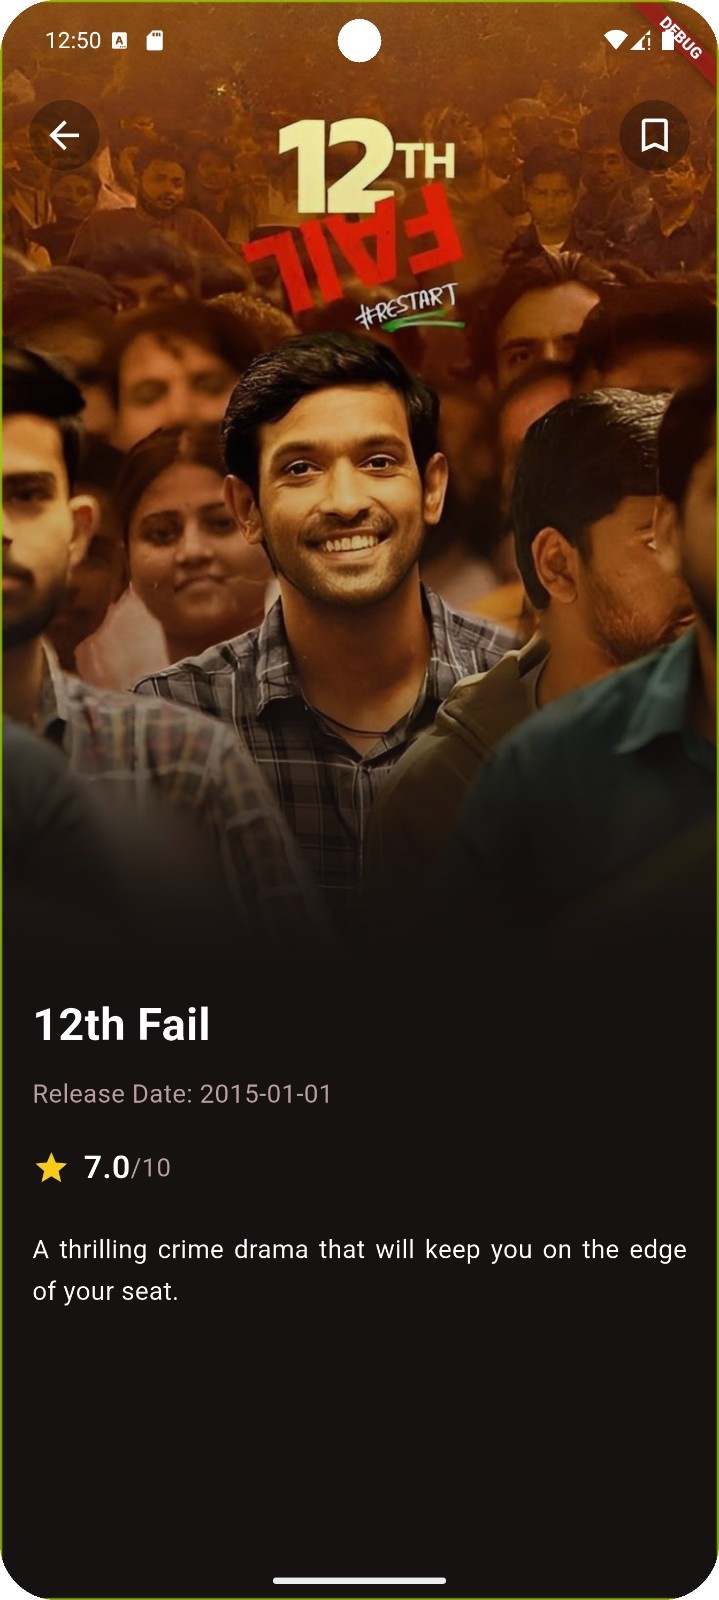 12:50
DEBUG
12TH
FAIL
#RESTART
12th Fail
Release Date: 2015-01-01
7.0/10
A thrilling crime drama that will keep you on the edge
of your seat.